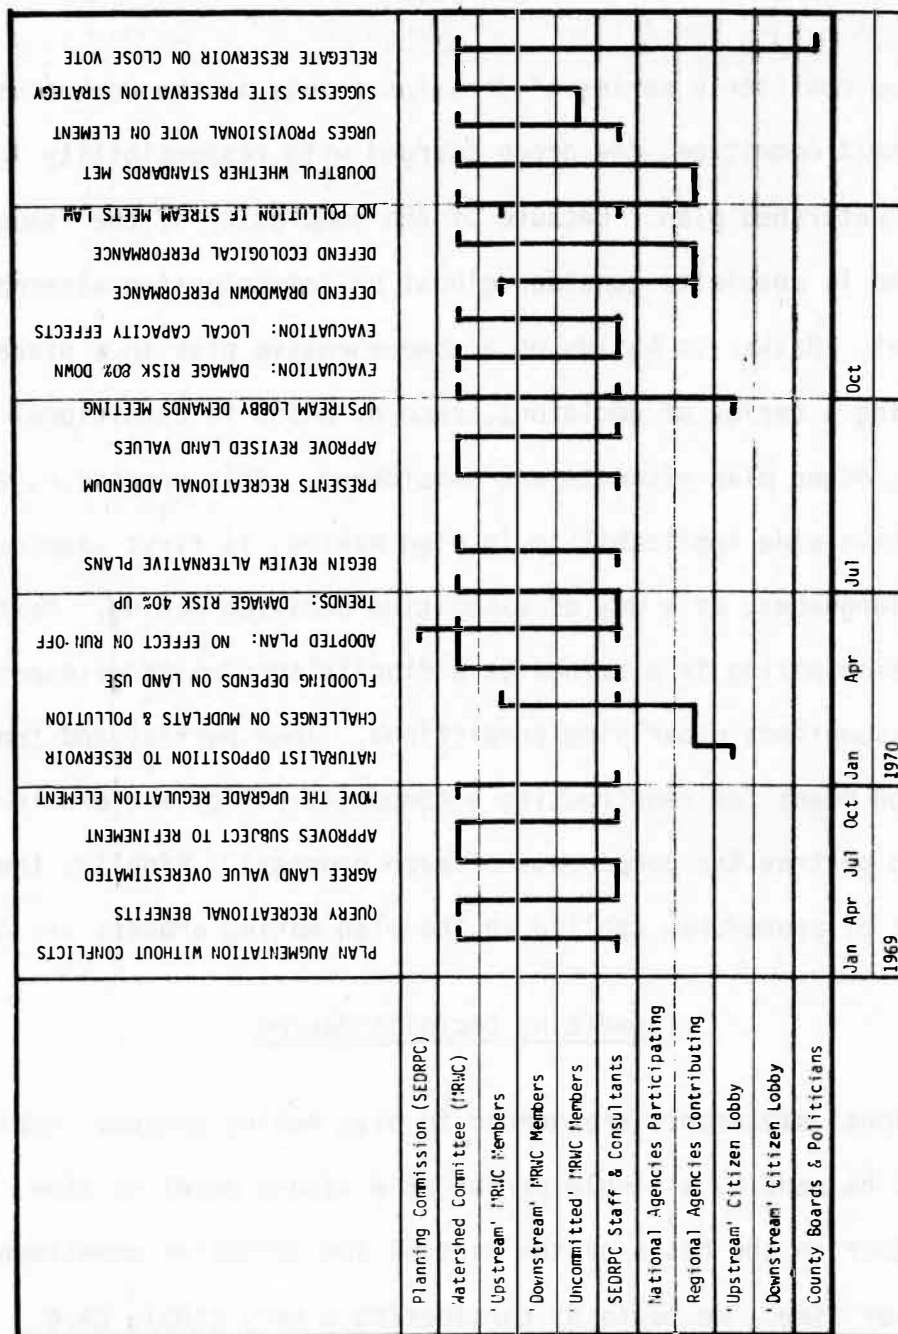 PLAN AUGMENTATION WITHOUT CONFLICTS
QUERY RECREATIONAL BENEFITS
AGREE LAND VALUE OVERESTIMATED
APPROVES SUBJECT TO REFINEMENT
MOVE THE UPGRADE REGULATION ELEMENT
NATURALIST OPPOSITION TO RESERVOIR
CHALLENGES ON MUDFLATS & POLLUTION
FLOODING DEPENDS ON LAND USE
ADOPTED PLAN: NO EFFECT ON RUN-OFF
TRENDS: DAMAGE RISK 40% UP
BEGIN REVIEW ALTERNATIVE PLANS
PRESENTS RECREATIONAL ADDENDUM
APPROVE REVISED LAND VALUES
UPSTREAM LOBBY DEMANDS MEETING
EVACUATION: DAMAGE RISK 80% DOWN
EVACUATION: LOCAL CAPACITY EFFECTS
DEFEND DRAWDOWN PERFORMANCE
DEFEND ECOLOGICAL PERFORMANCE
NO POLLUTION IF STREAM MEETS LAW
DOUBTFUL WHETHER STANDARDS MET
URGES PROVISIONAL VOTE ON ELEMENT
SUGGESTS SITE PRESERVATION STRATEGY
RELEGATE RESERVOIR ON CLOSE VOTE
Planning Commission (SEDRPC)
Watershed Committee (MRWC)
'Upstream' MRWC Members
'Downstream' MRWC Members
'Uncommitted' MRWC Members
SEDRPC Staff & Consultants
National Agencies Participating
Regional Agencies Contributing
'Upstream' Citizen Lobby
'Downstream' Citizen Lobby
County Boards & Politicians
Jan Apr Jul Oct Jan Apr Jul Oct
1969 1970